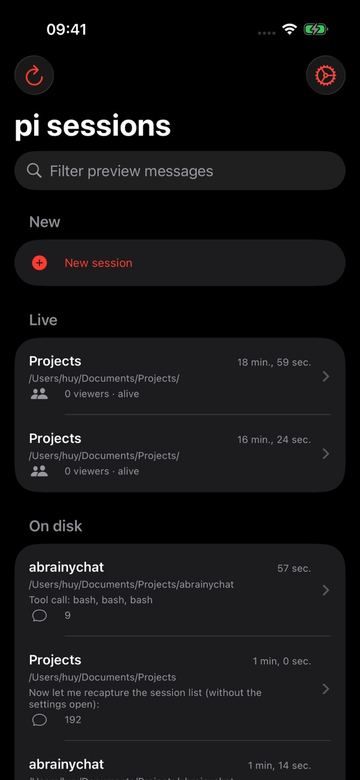 09:41
pi sessions
Filter preview messages
New
New session
Live
Projects
18 min., 59 sec.
/Users/huy/Documents/Projects/
0 viewers · alive
Projects
16 min., 24 sec.
/Users/huy/Documents/Projects/
0 viewers · alive
On disk
abrainychat
57 sec.
/Users/huy/Documents/Projects/abrainychat
Tool call: bash, bash, bash
9
Projects
1 min, 0 sec.
/Users/huy/Documents/Projects
Now let me recapture the session list (without the
settings open):
192
abrainychat
1 min, 14 sec.